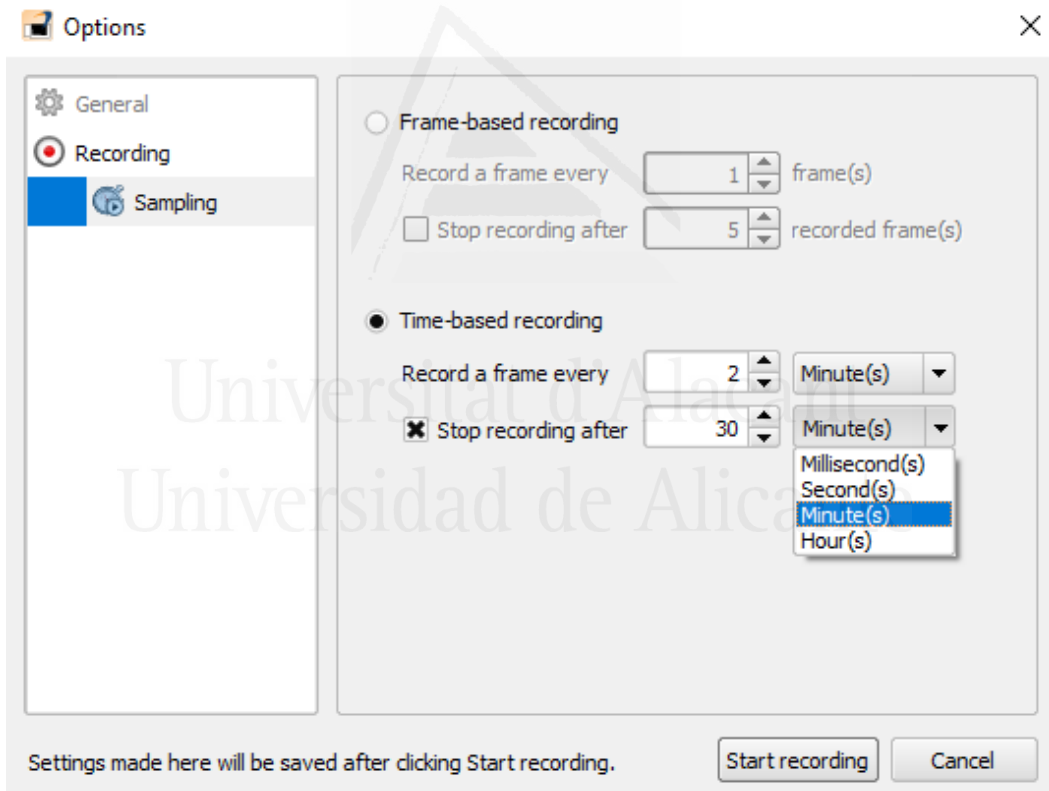 Options
General
Recording
Sampling
Frame-based recording
Record a frame every 1 frame(s)
Stop recording after 5 recorded frame(s)
Time-based recording
Record a frame every 2 Minute(s)
Stop recording after 30 Minute(s)
Millisecond(s)
Second(s)
Minute(s)
Hour(s)
Universitat d'Alacant
Universidad de Alicante
Settings made here will be saved after clicking Start recording.
Start recording
Cancel